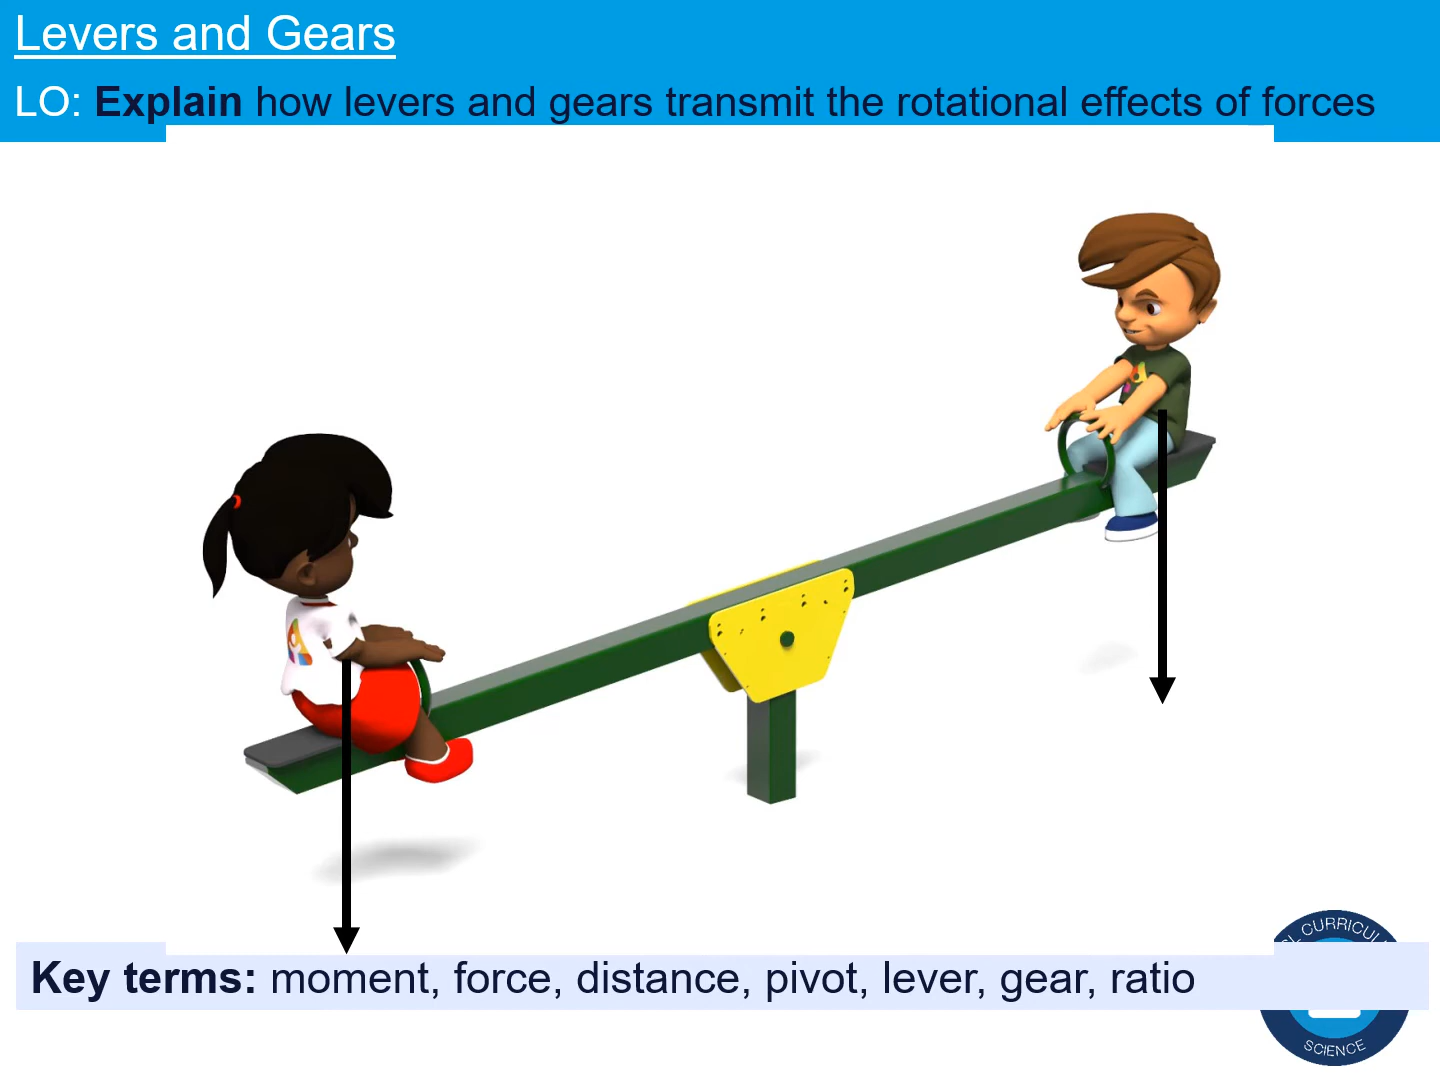 Levers and Gears
LO: Explain how levers and gears transmit the rotational effects of forces
Key terms: moment, force, distance, pivot, lever, gear, ratio
SCIENCE